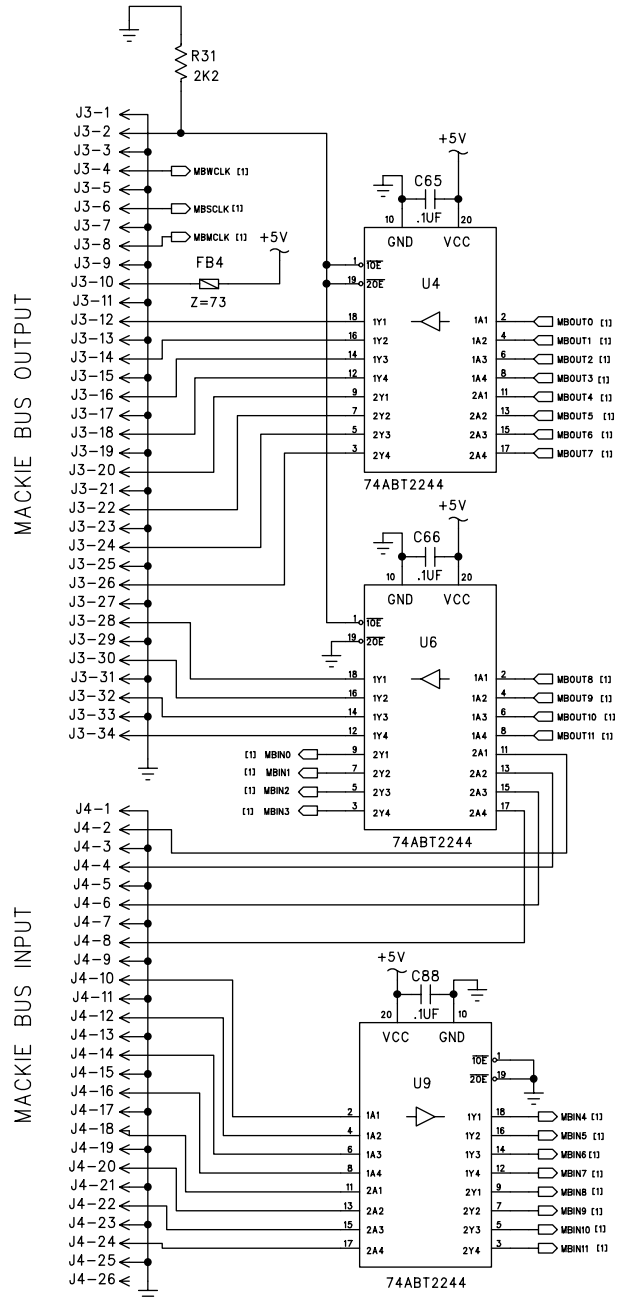 R31
2K2
J3-1
J3-2
J3-3
J3-4 MBWCLK [1]
J3-5
J3-6 MBSCLK [1]
J3-7
J3-8 MBMCLK [1]
+5V
J3-9 FB4
J3-10
J3-11 Z=73
J3-12
J3-13
J3-14
J3-15
J3-16
J3-17
J3-18
J3-19
J3-20
J3-21
J3-22
J3-23
J3-24
J3-25
J3-26
J3-27
J3-28
J3-29
J3-30
J3-31
J3-32
J3-33
J3-34
MACKIE BUS OUTPUT
+5V
C65
.1UF
10 20
GND VCC
1 1OE
19 2OE
U4
18 1Y1 1A1 2 MBOUT0 [1]
16 1Y2 1A2 4 MBOUT1 [1]
14 1Y3 1A3 6 MBOUT2 [1]
12 1Y4 1A4 8 MBOUT3 [1]
9 2Y1 2A1 11 MBOUT4 [1]
7 2Y2 2A2 13 MBOUT5 [1]
5 2Y3 2A3 15 MBOUT6 [1]
3 2Y4 2A4 17 MBOUT7 [1]
74ABT2244
+5V
C66
.1UF
10 20
GND VCC
1 1OE
19 2OE
U6
18 1Y1 1A1 2 MBOUT8 [1]
16 1Y2 1A2 4 MBOUT9 [1]
14 1Y3 1A3 6 MBOUT10 [1]
12 1Y4 1A4 8 MBOUT11 [1]
[1] MBIN0 9 2Y1 2A1 11
[1] MBIN1 7 2Y2 2A2 13
[1] MBIN2 5 2Y3 2A3 15
[1] MBIN3 3 2Y4 2A4 17
74ABT2244
J4-1
J4-2
J4-3
J4-4
J4-5
J4-6
J4-7
J4-8
J4-9
J4-10
J4-11
J4-12
J4-13
J4-14
J4-15
J4-16
J4-17
J4-18
J4-19
J4-20
J4-21
J4-22
J4-23
J4-24
J4-25
J4-26
MACKIE BUS INPUT
+5V
C88
.1UF
20 10
VCC GND
1OE 1
2OE 19
U9
2 1A1 1Y1 18 MBIN4 [1]
4 1A2 1Y2 16 MBIN5 [1]
6 1A3 1Y3 14 MBIN6 [1]
8 1A4 1Y4 12 MBIN7 [1]
11 2A1 2Y1 9 MBIN8 [1]
13 2A2 2Y2 7 MBIN9 [1]
15 2A3 2Y3 5 MBIN10 [1]
17 2A4 2Y4 3 MBIN11 [1]
74ABT2244